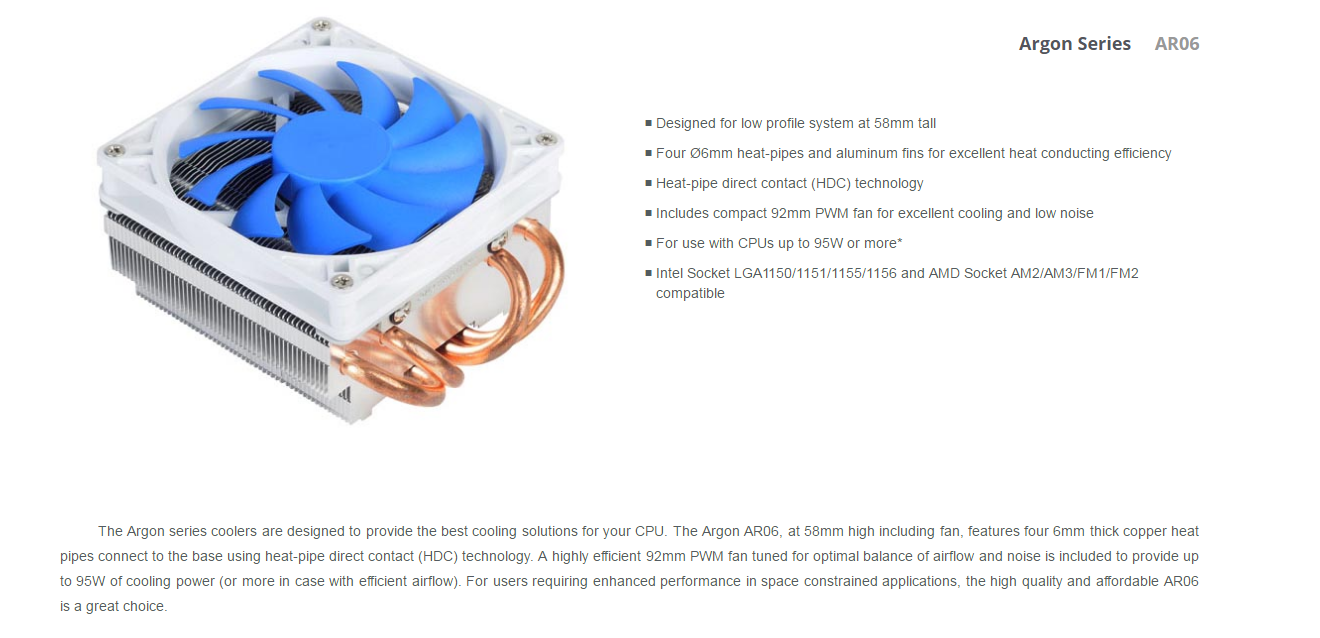 Argon Series AR06
■ Designed for low profile system at 58mm tall
■ Four Ø6mm heat-pipes and aluminum fins for excellent heat conducting efficiency
■ Heat-pipe direct contact (HDC) technology
■ Includes compact 92mm PWM fan for excellent cooling and low noise
■ For use with CPUs up to 95W or more*
■ Intel Socket LGA1150/1151/1155/1156 and AMD Socket AM2/AM3/FM1/FM2
compatible
The Argon series coolers are designed to provide the best cooling solutions for your CPU. The Argon AR06, at 58mm high including fan, features four 6mm thick copper heat
pipes connect to the base using heat-pipe direct contact (HDC) technology. A highly efficient 92mm PWM fan tuned for optimal balance of airflow and noise is included to provide up
to 95W of cooling power (or more in case with efficient airflow). For users requiring enhanced performance in space constrained applications, the high quality and affordable AR06
is a great choice.